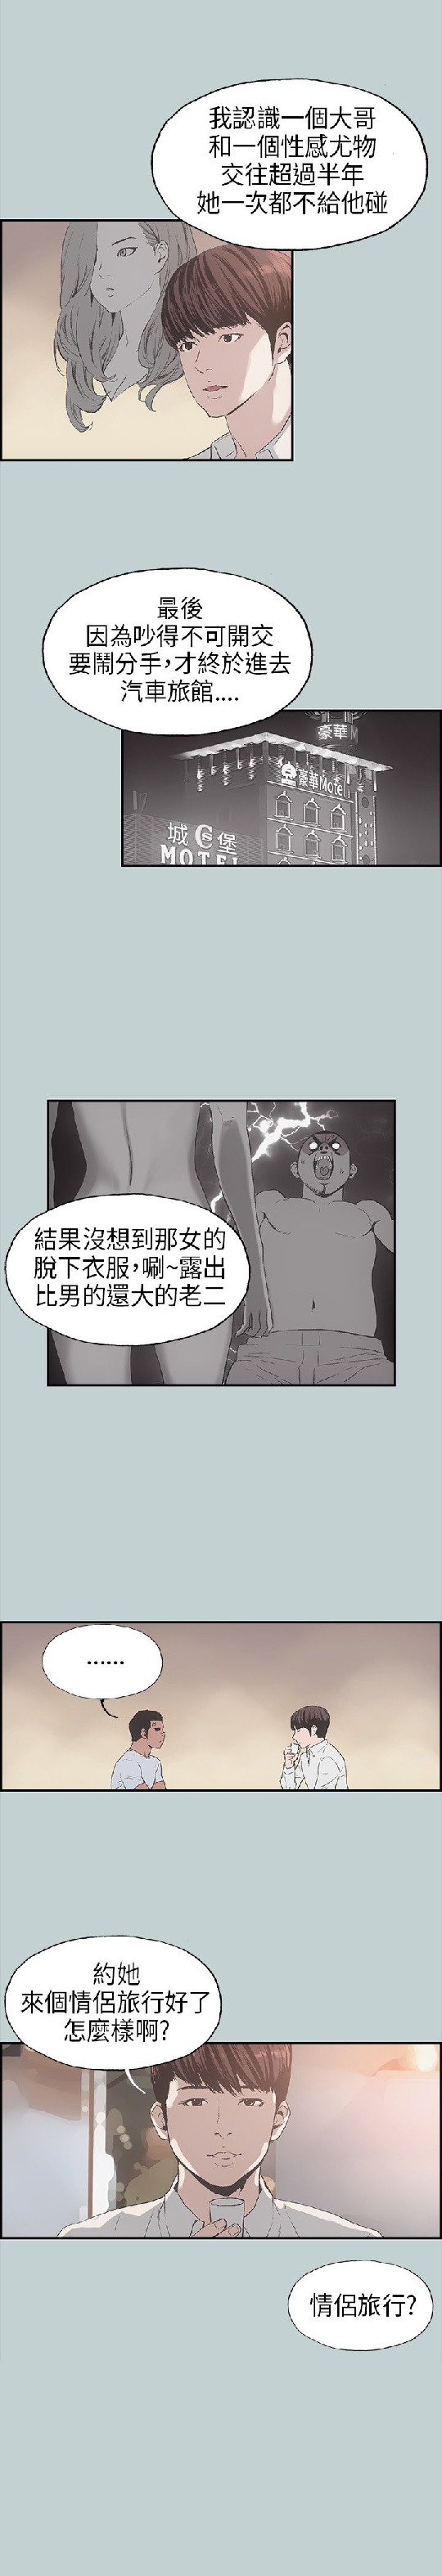 我認識一個大哥
和一個性感尤物
交往超過半年
她一次都不給他碰
最後
因為吵得不可開交
要鬧分手,才終於進去
汽車旅館....
豪華
豪華Motel
城C堡
MOTEL
結果沒想到那女的
脫下衣服,唰~露出
比男的還大的老二
......
約她
來個情侶旅行好了
怎麼樣啊?
情侶旅行?